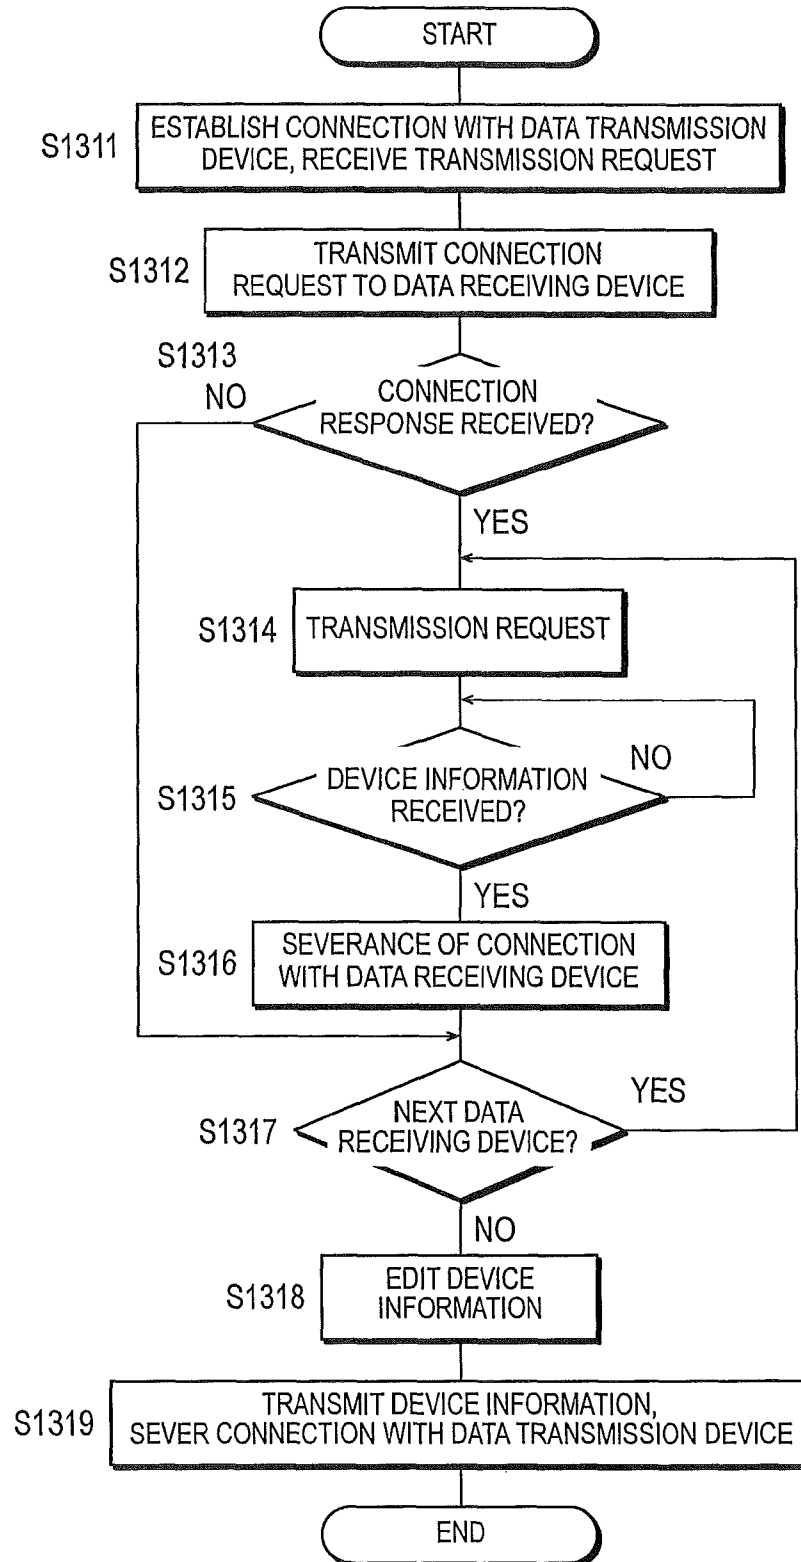 START
S1311
ESTABLISH CONNECTION WITH DATA TRANSMISSION
DEVICE, RECEIVE TRANSMISSION REQUEST
S1312
TRANSMIT CONNECTION
REQUEST TO DATA RECEIVING DEVICE
S1313
NO
CONNECTION
RESPONSE RECEIVED?
YES
S1314
TRANSMISSION REQUEST
S1315
DEVICE INFORMATION
RECEIVED?
NO
YES
S1316
SEVERANCE OF CONNECTION
WITH DATA RECEIVING DEVICE
S1317
NEXT DATA
RECEIVING DEVICE?
YES
NO
S1318
EDIT DEVICE
INFORMATION
S1319
TRANSMIT DEVICE INFORMATION,
SEVER CONNECTION WITH DATA TRANSMISSION DEVICE
END